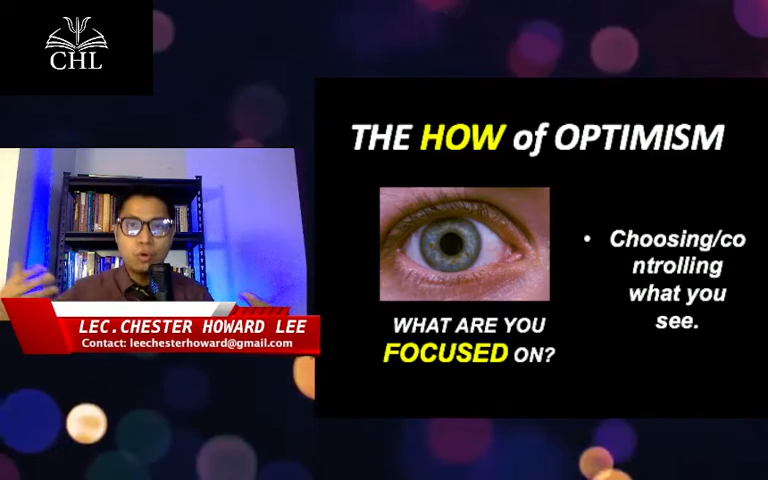 CHL
LEC.CHESTER HOWARD LEE
Contact: leechesterhoward@gmail.com
THE HOW of OPTIMISM
WHAT ARE YOU
FOCUSED ON?
• Choosing/co
ntrolling
what you
see.